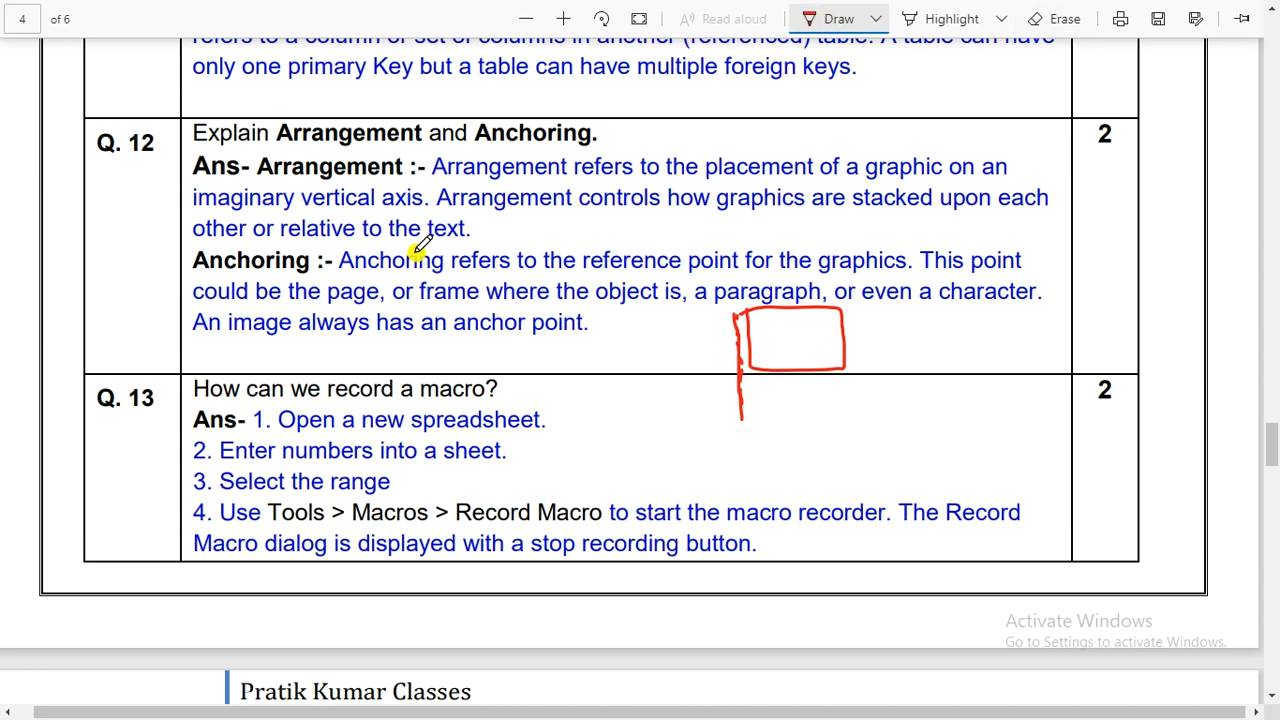 4 of 6 Read aloud Draw Highlight Erase
refers to a column or set of columns in another (referenced) table. A table can have
only one primary Key but a table can have multiple foreign keys.
Q. 12 Explain Arrangement and Anchoring. 2
Ans- Arrangement :- Arrangement refers to the placement of a graphic on an
imaginary vertical axis. Arrangement controls how graphics are stacked upon each
other or relative to the text.
Anchoring :- Anchoring refers to the reference point for the graphics. This point
could be the page, or frame where the object is, a paragraph, or even a character.
An image always has an anchor point.
Q. 13 How can we record a macro? 2
Ans- 1. Open a new spreadsheet.
2. Enter numbers into a sheet.
3. Select the range
4. Use Tools > Macros > Record Macro to start the macro recorder. The Record
Macro dialog is displayed with a stop recording button.
Activate Windows
Go to Settings to activate Windows.
Pratik Kumar Classes